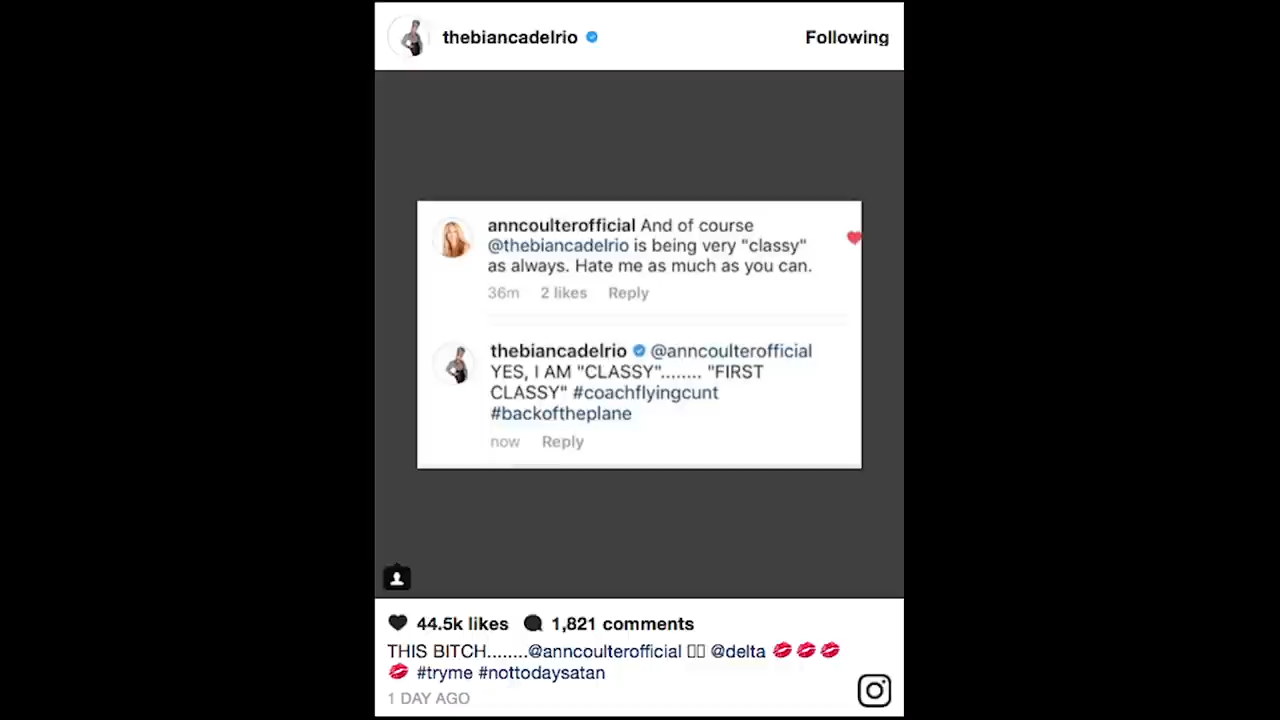 thebiancadelrio
Following
anncoulterofficial And of course
@thebiancadelrio is being very "classy"
as always. Hate me as much as you can.
36m 2 likes Reply
thebiancadelrio @anncoulterofficial
YES, I AM "CLASSY"........ "FIRST
CLASSY" #coachflyingcunt
#backoftheplane
now Reply
44.5k likes 1,821 comments
THIS BITCH........@anncoulterofficial ▯▯ @delta 💋💋💋
💋 #tryme #nottodaysatan
1 DAY AGO